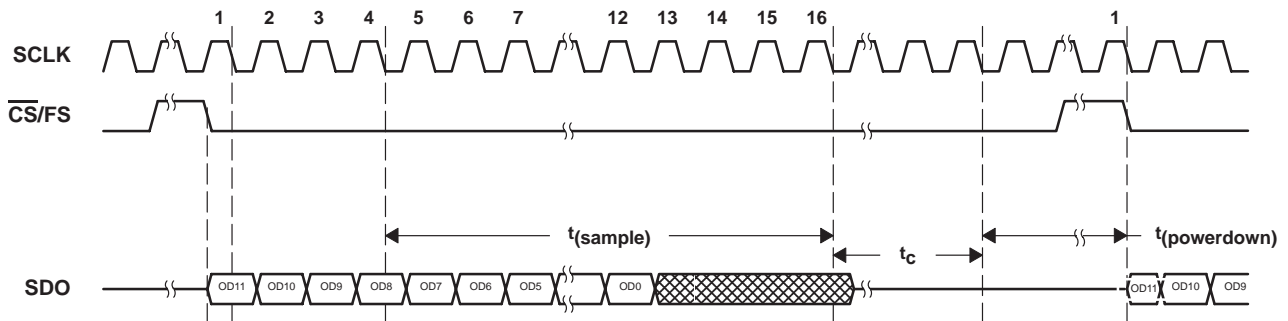 1 2 3 4 5 6 7 12 13 14 15 16 1
SCLK
CS/FS
t(sample)
t(powerdown)
tc
SDO
OD11 OD10 OD9 OD8 OD7 OD6 OD5 OD0 OD11 OD10 OD9